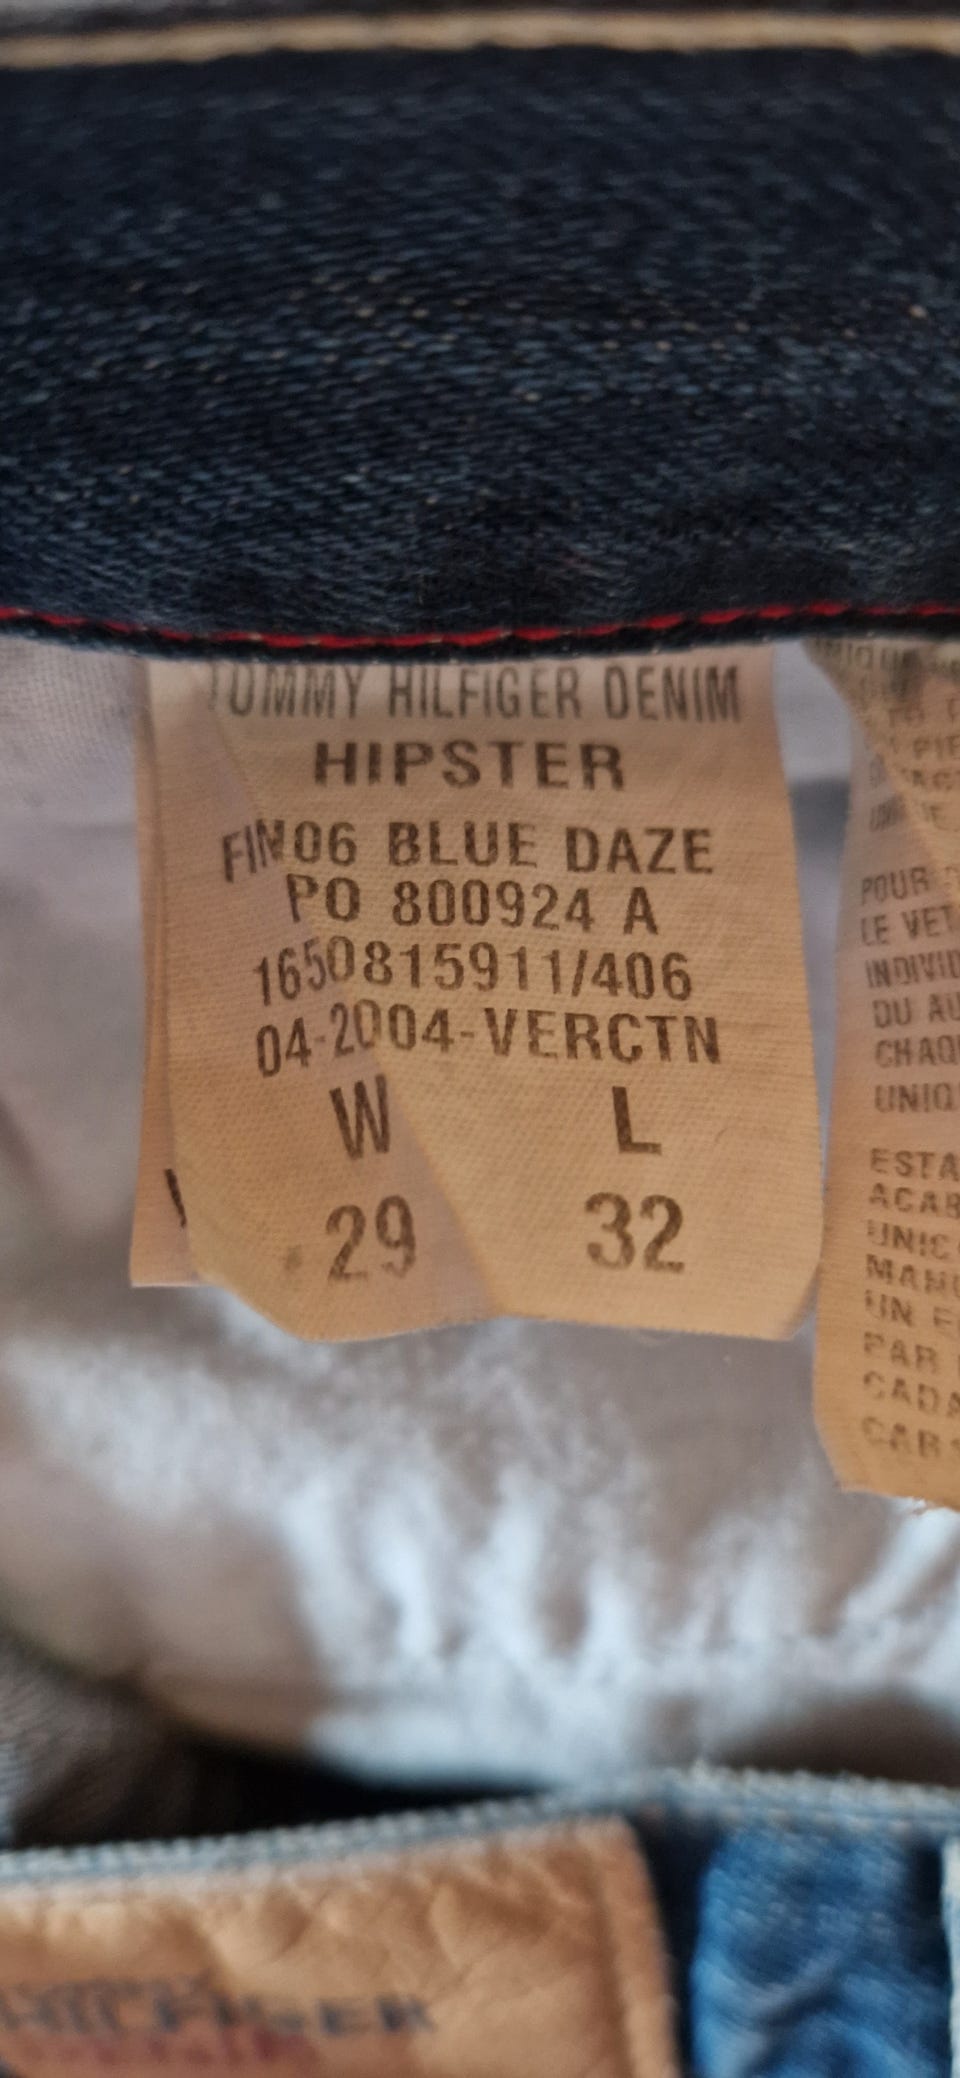 TOMMY HILFIGER DENIM
HIPSTER
FIN06 BLUE DAZE
PO 800924 A
1650815911/406
04-2004-VERCTN
W L
29 32
POUR
LE VET
INDIVID
DU AU
CHAQ
UNIQ
ESTA
ACAB
UNIC
MANU
UN E
PAR
CADA
CAR